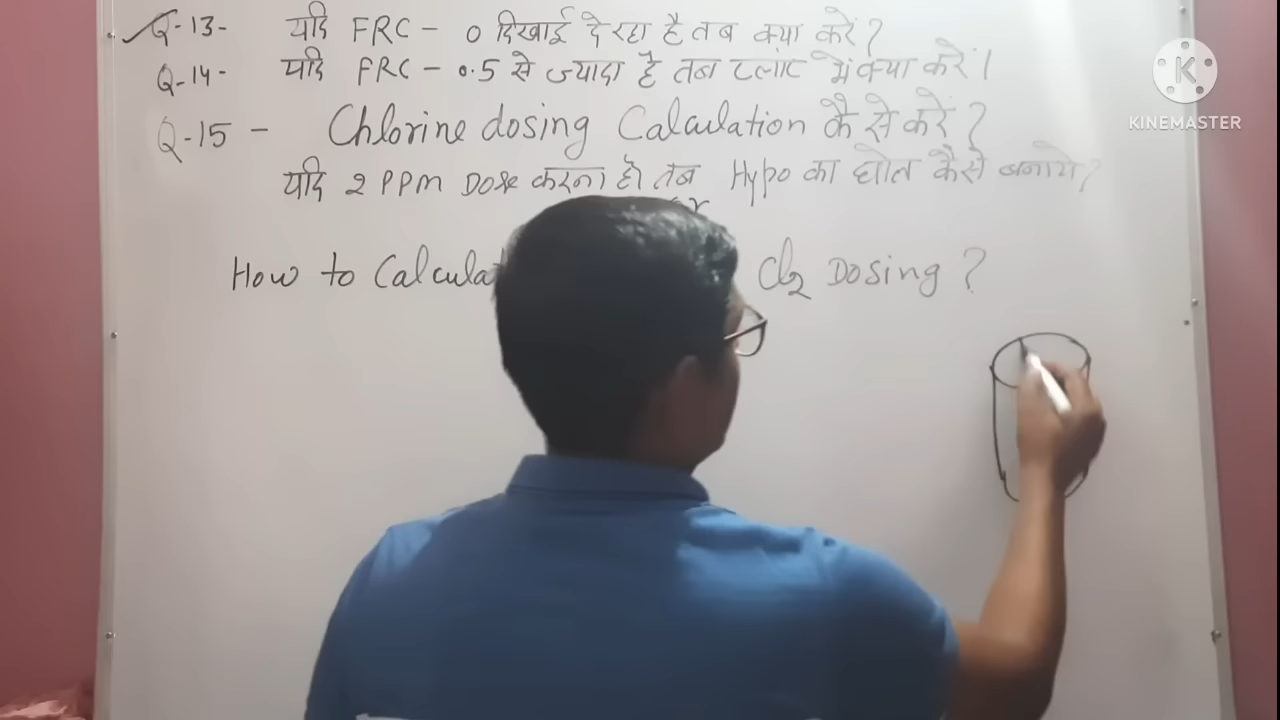 Q-13- यदि FRC - 0 दिखाई दे रहा है तब क्या करें?
Q-14- यदि FRC - 0.5 से ज्यादा है तब प्लांट में क्या करें।
Q-15 - Chlorine dosing Calculation कैसे करें?
यदि 2 PPM Dose करना हो तब Hypo का घोल कैसे बनाये?
or
How to Calculat Cl2 Dosing?
K
KINEMASTER